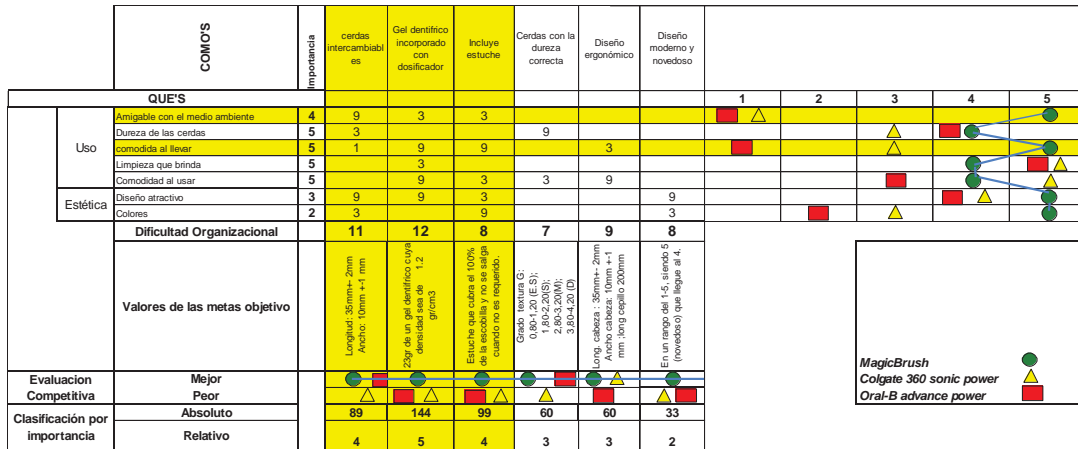 COMO'S
Importancia
cerdas
intercambiabl
es
Gel dentifrico
incorporado
con
dosificador
Incluye
estuche
Cerdas con la
dureza
correcta
Diseño
ergonómico
Diseño
moderno y
novedoso
QUE'S
1 2 3 4 5
Uso
Amigable con el medio ambiente 4 9 3 3
Dureza de las cerdas 5 3 9
comodida al llevar 5 1 9 9 3
Limpieza que brinda 5 3
Comodidad al usar 5 9 3 3 9
Estética
Diseño atractivo 3 9 9 3 9
Colores 2 3 9 3
Dificultad Organizacional 11 12 8 7 9 8
Valores de las metas objetivo
Longitud: 35mm+- 2mm
Ancho: 10mm +-1 mm
23gr de un gel dentífrico cuya
densidad sea de 1.2
gr/cm3
Estuche que cubra el 100%
de la escobilla y no se salga
cuando no es requerido.
Grado textura G:
0,80-1,20 (E.S);
1,80-2,20(S);
2,80-3,20(M);
3,80-4,20 (D)
Long. cabeza : 35mm+- 2mm
Ancho cabeza: 10mm +-1
mm ;long cepillo 200mm
En un rango del 1-5, siendo 5
(novedoso) que llegue al 4.
MagicBrush
Colgate 360 sonic power
Oral-B advance power
Evaluacion
Competitiva
Mejor
Peor
Clasificación por
importancia
Absoluto 89 144 99 60 60 33
Relativo 4 5 4 3 3 2